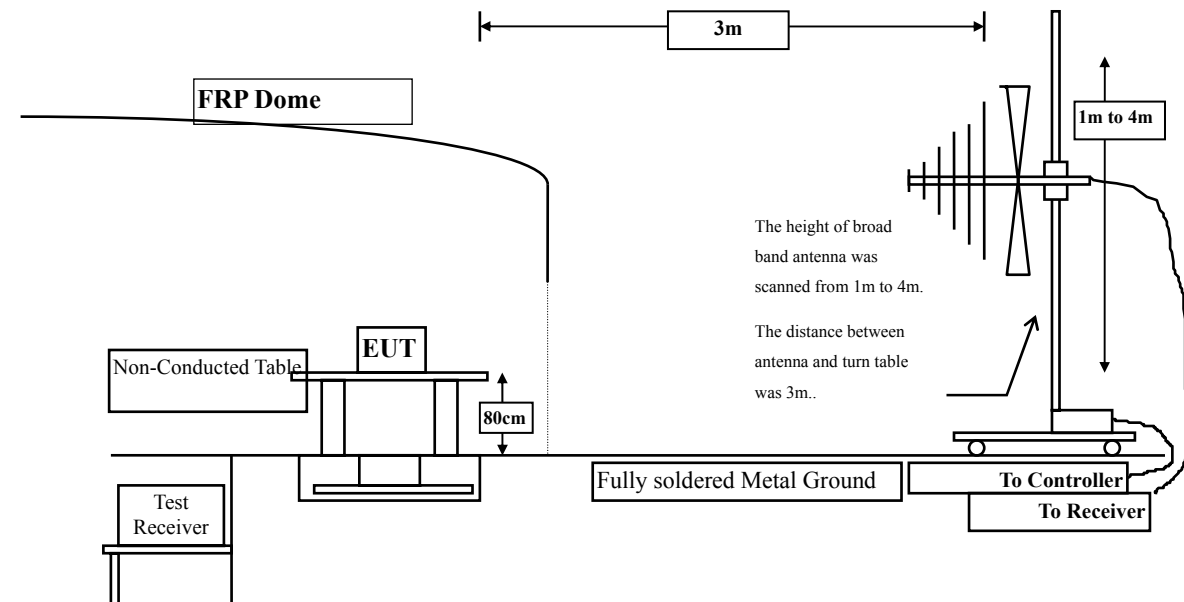 3m
FRP Dome
1m to 4m
The height of broad
band antenna was
scanned from 1m to 4m.
The distance between
antenna and turn table
was 3m..
EUT
Non-Conducted Table
80cm
Fully soldered Metal Ground
To Controller
To Receiver
Test
Receiver